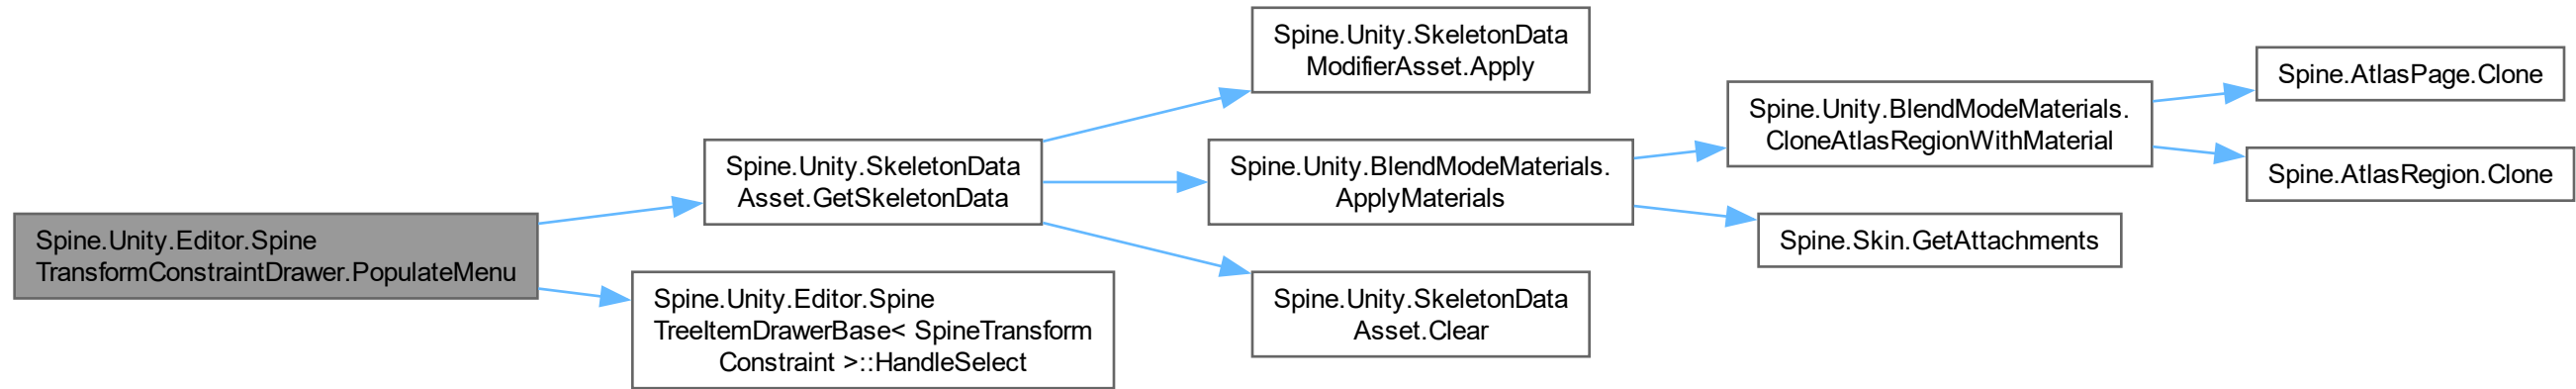 Spine.Unity.Editor.Spine
TransformConstraintDrawer.PopulateMenu
Spine.Unity.SkeletonData
Asset.GetSkeletonData
Spine.Unity.Editor.Spine
TreeItemDrawerBase< SpineTransform
Constraint >::HandleSelect
Spine.Unity.SkeletonData
ModifierAsset.Apply
Spine.Unity.BlendModeMaterials.
ApplyMaterials
Spine.Unity.SkeletonData
Asset.Clear
Spine.Unity.BlendModeMaterials.
CloneAtlasRegionWithMaterial
Spine.Skin.GetAttachments
Spine.AtlasPage.Clone
Spine.AtlasRegion.Clone